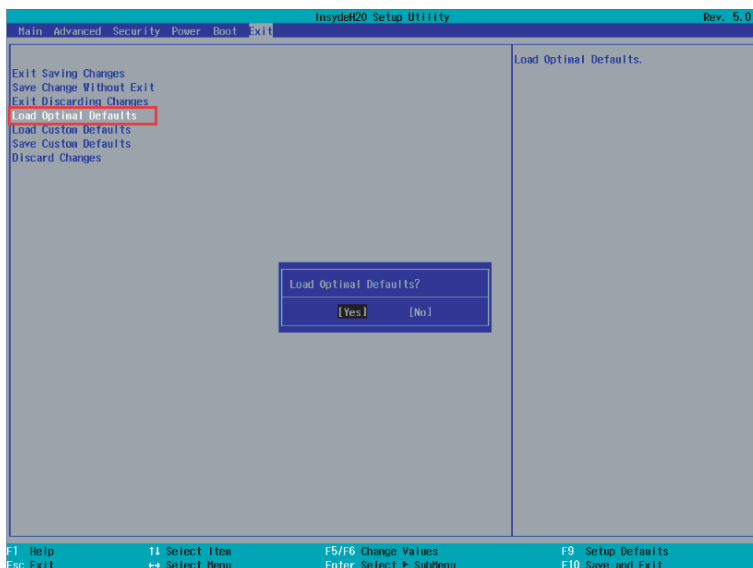 InsydeH20 Setup Utility Rev. 5.0
Main Advanced Security Power Boot Exit
Load Optimal Defaults.
Exit Saving Changes
Save Change Without Exit
Exit Discarding Changes
Load Optimal Defaults
Load Custom Defaults
Save Custom Defaults
Discard Changes
Load Optimal Defaults?
[Yes] [No]
F1 Help ↑↓ Select Item F5/F6 Change Values F9 Setup Defaults
Esc Exit ↔ Select Menu Enter Select ▶ SubMenu F10 Save and Exit